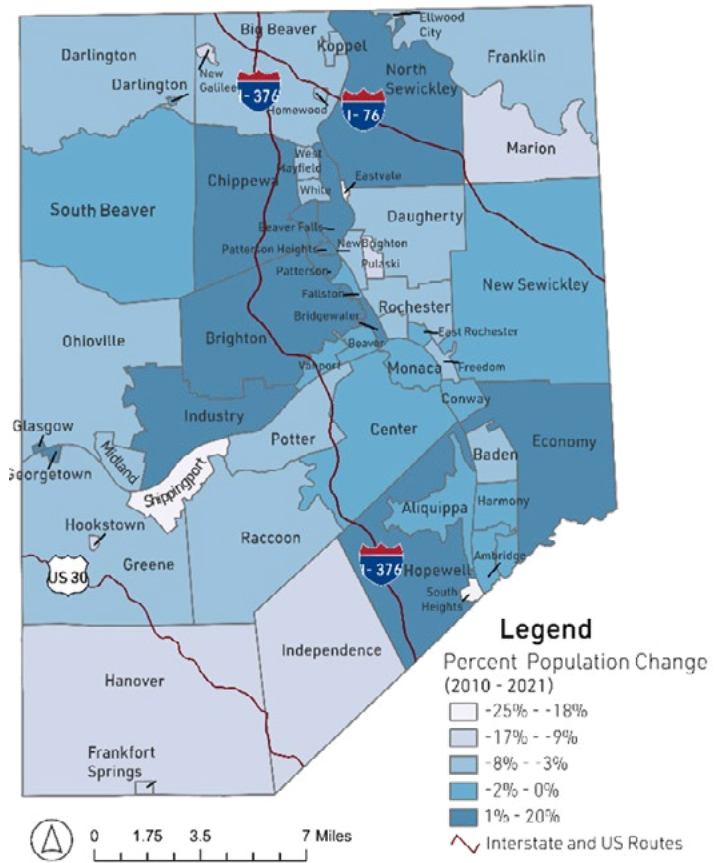 Ellwood
City
Big Beaver
Koppel
Darlington
Franklin
North
Sewickley
New
Galilee
Darlington
I-376
Homewood
I-76
Marion
West
Mayfield
Eastvale
Chippewa
White
South Beaver
Daugherty
Beaver Falls
New Brighton
Patterson Heights
Pulaski
Patterson
New Sewickley
Fallston
Rochester
Bridgewater
East Rochester
Brighton
Ohioville
Beaver
Vanport
Monaca
Freedom
Conway
Industry
Glasgow
Center
Potter
Economy
Baden
Midland
Georgetown
Shippingport
Harmony
Aliquippa
Hookstown
Raccoon
Ambridge
Greene
US 30
I-376
Hopewell
South
Heights
Independence
Hanover
Frankfort
Springs
Legend
Percent Population Change
(2010 - 2021)
-25% - -18%
-17% - -9%
-8% - -3%
-2% - 0%
1% - 20%
Interstate and US Routes
0 1.75 3.5 7 Miles